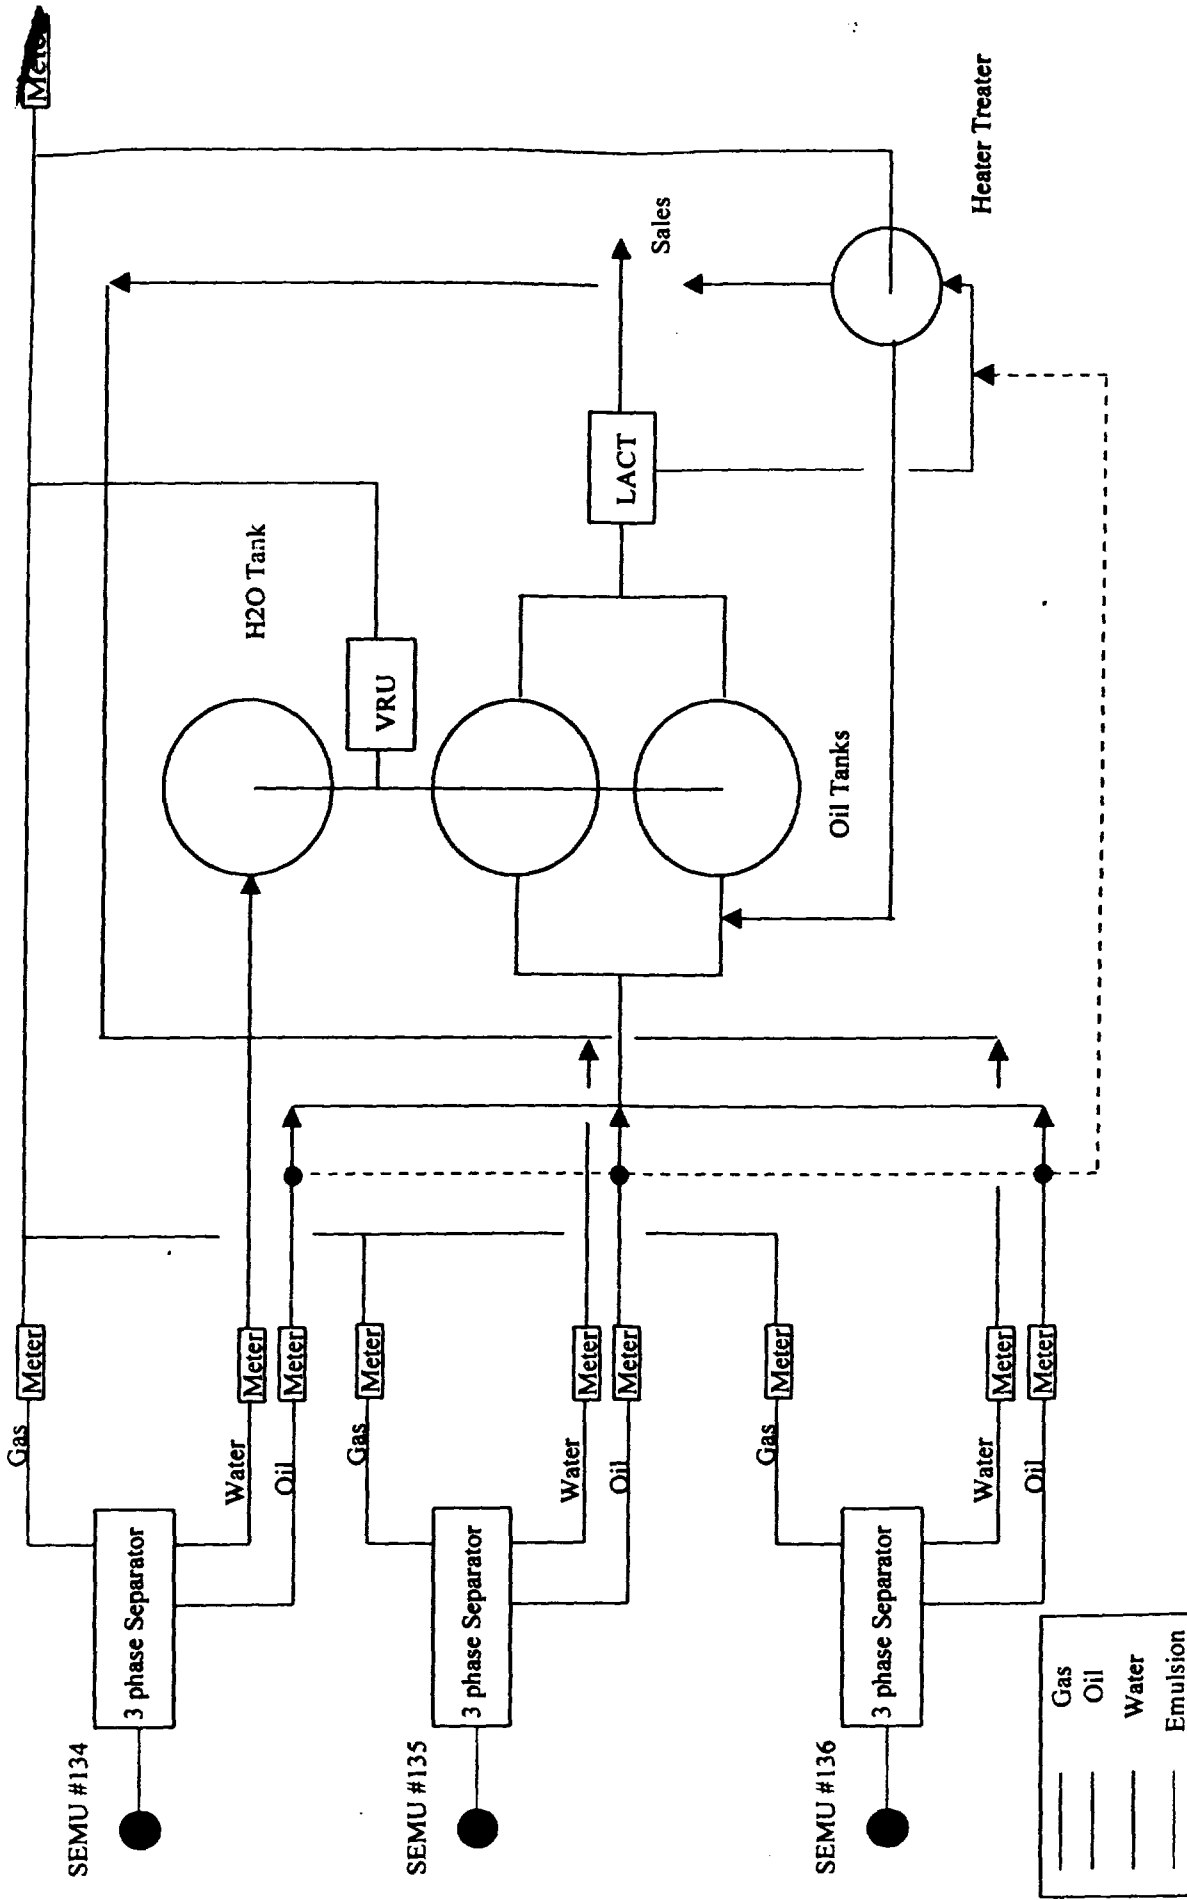 SEMU #134
3 phase Separator
Gas
Meter
Water
Meter
Oil
Meter
SEMU #135
3 phase Separator
Gas
Meter
Water
Meter
Oil
Meter
SEMU #136
3 phase Separator
Gas
Meter
Water
Meter
Oil
Meter
H2O Tank
VRU
Oil Tanks
LACT
Sales
Heater Treater
Gas
Oil
Water
Emulsion